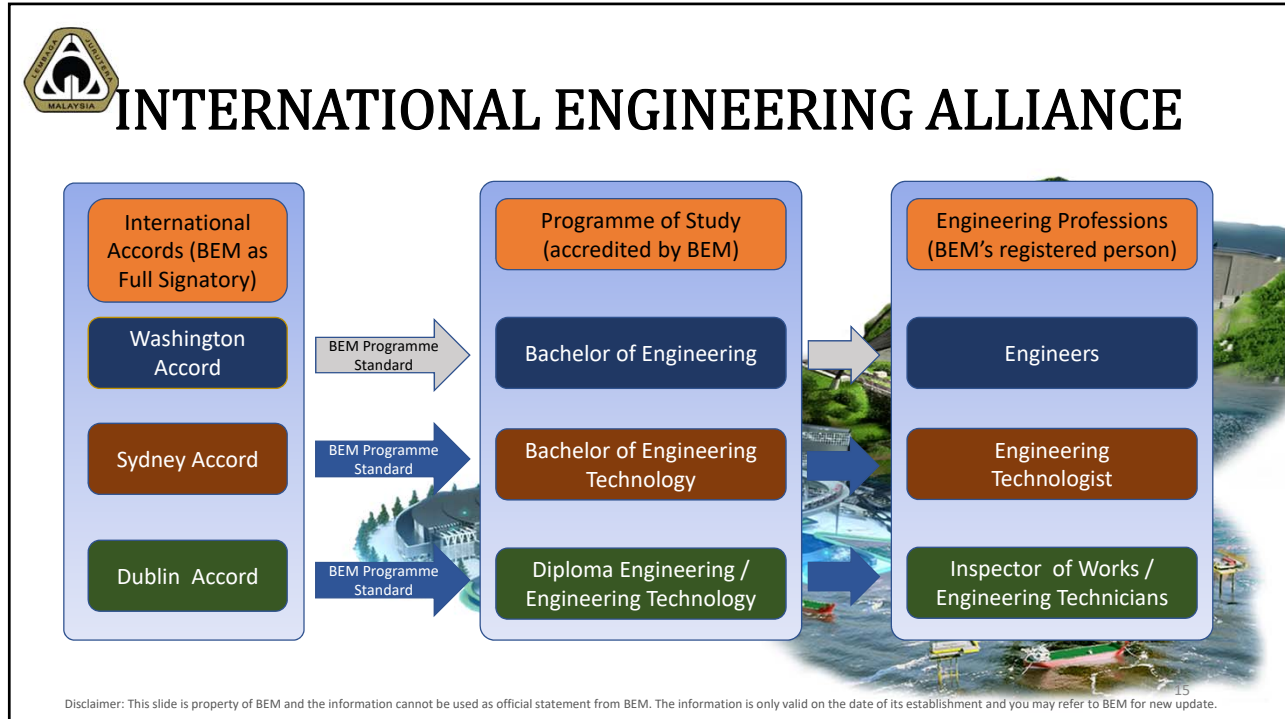 LEMBAGA JURUTERA
MALAYSIA
INTERNATIONAL ENGINEERING ALLIANCE
International
Accords (BEM as
Full Signatory)
Programme of Study
(accredited by BEM)
Engineering Professions
(BEM’s registered person)
Washington
Accord
BEM Programme
Standard
Bachelor of Engineering
Engineers
Sydney Accord
BEM Programme
Standard
Bachelor of Engineering
Technology
Engineering
Technologist
Dublin Accord
BEM Programme
Standard
Diploma Engineering /
Engineering Technology
Inspector of Works /
Engineering Technicians
15
Disclaimer: This slide is property of BEM and the information cannot be used as official statement from BEM. The information is only valid on the date of its establishment and you may refer to BEM for new update.